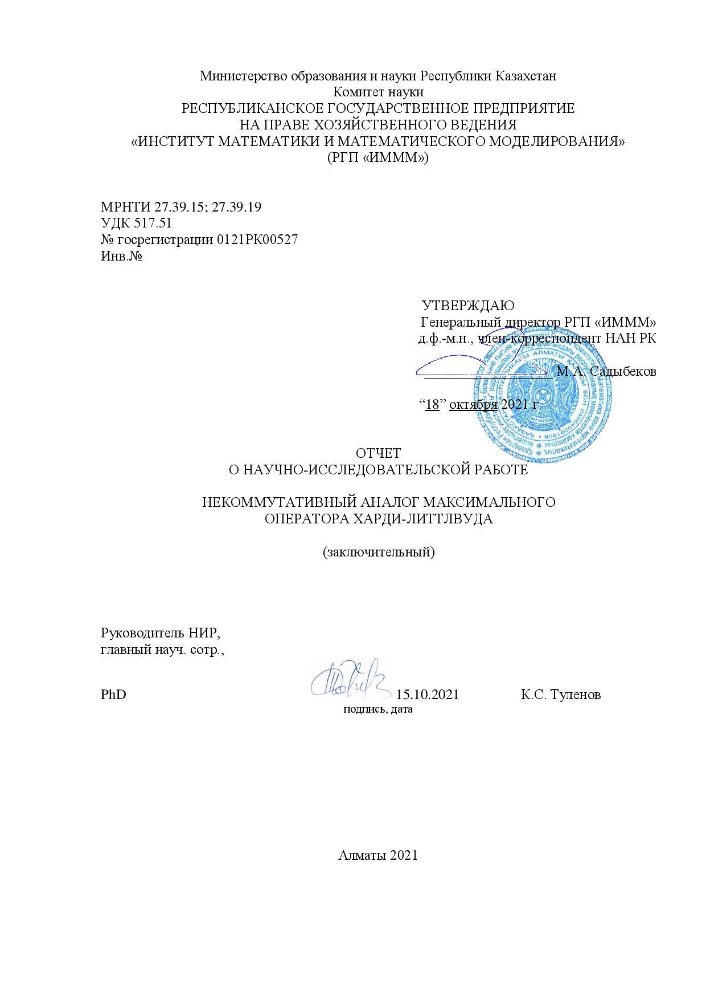 Министерство образования и науки Республики Казахстан
Комитет науки
РЕСПУБЛИКАНСКОЕ ГОСУДАРСТВЕННОЕ ПРЕДПРИЯТИЕ
НА ПРАВЕ ХОЗЯЙСТВЕННОГО ВЕДЕНИЯ
«ИНСТИТУТ МАТЕМАТИКИ И МАТЕМАТИЧЕСКОГО МОДЕЛИРОВАНИЯ»
(РГП «ИМММ»)
МРНТИ 27.39.15; 27.39.19
УДК 517.51
№ госрегистрации 0121РК00527
Инв.№
УТВЕРЖДАЮ
Генеральный директор РГП «ИМММ»
д.ф.-м.н., член-корреспондент НАН РК
М.А. Садыбеков
“18” октября 2021 г.
ОТЧЕТ
О НАУЧНО-ИССЛЕДОВАТЕЛЬСКОЙ РАБОТЕ
НЕКОММУТАТИВНЫЙ АНАЛОГ МАКСИМАЛЬНОГО
ОПЕРАТОРА ХАРДИ-ЛИТТЛВУДА
(заключительный)
Руководитель НИР,
главный науч. сотр.,
PhD 15.10.2021 К.С. Туленов
подпись, дата
Алматы 2021